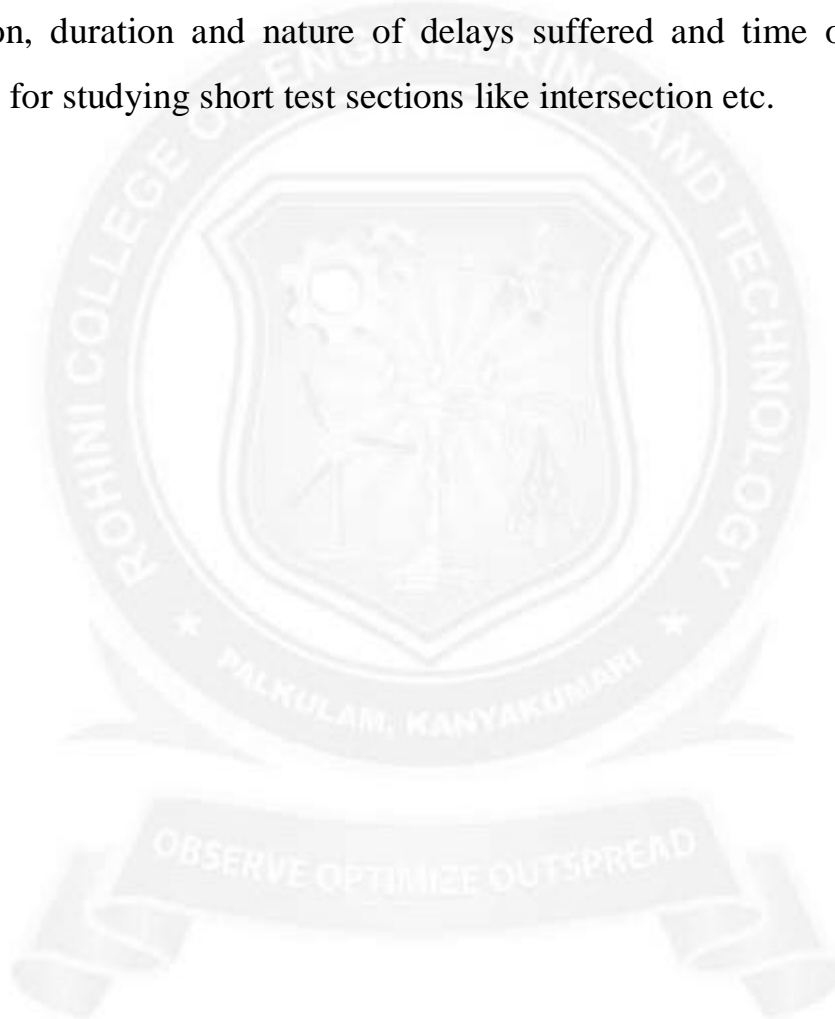 on, duration and nature of delays suffered and time o
for studying short test sections like intersection etc.
ROHINI COLLEGE OF ENGINEERING AND TECHNOLOGY
PALKULAM, KANYAKUMARI
OBSERVE OPTIMIZE OUTSPREAD